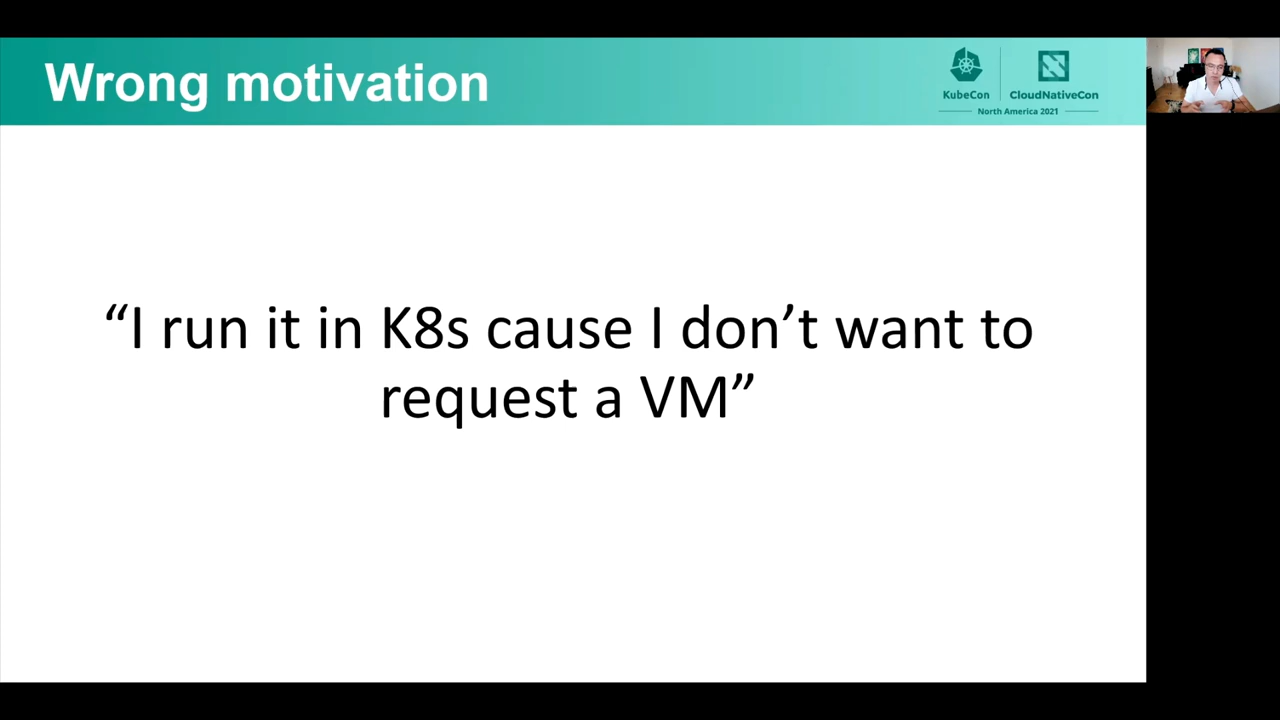 Wrong motivation
KubeCon
CloudNativeCon
North America 2021
“I run it in K8s cause I don’t want to
request a VM”